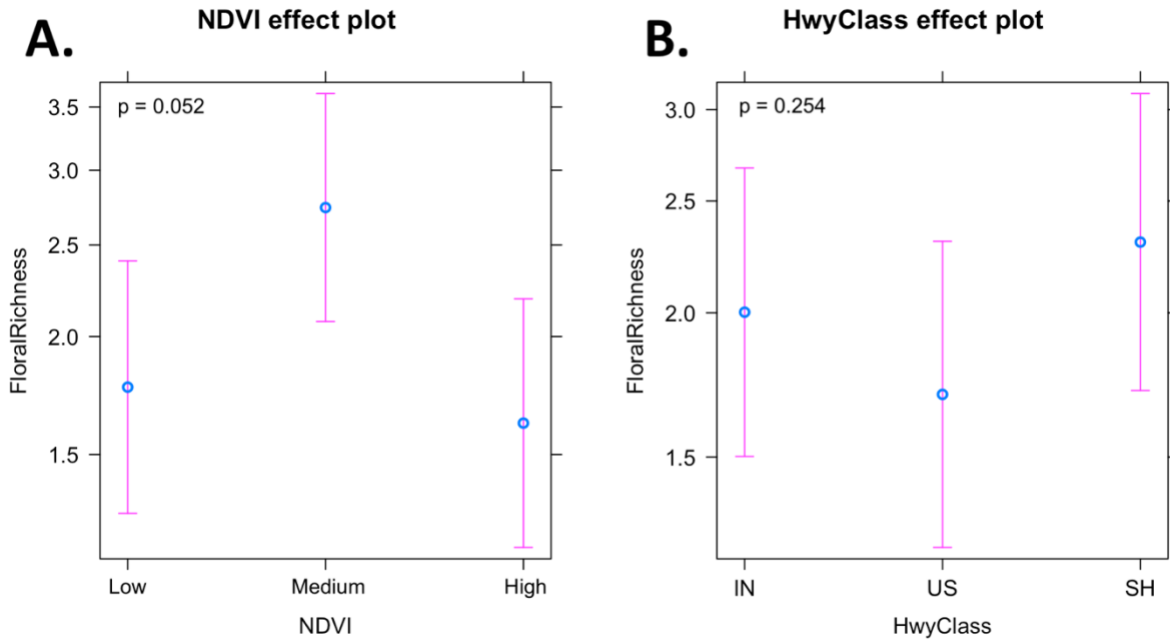 A.
NDVI effect plot
p = 0.052
3.5
3.0
2.5
2.0
1.5
FloralRichness
Low Medium High
NDVI
B.
HwyClass effect plot
p = 0.254
3.0
2.5
2.0
1.5
FloralRichness
IN US SH
HwyClass